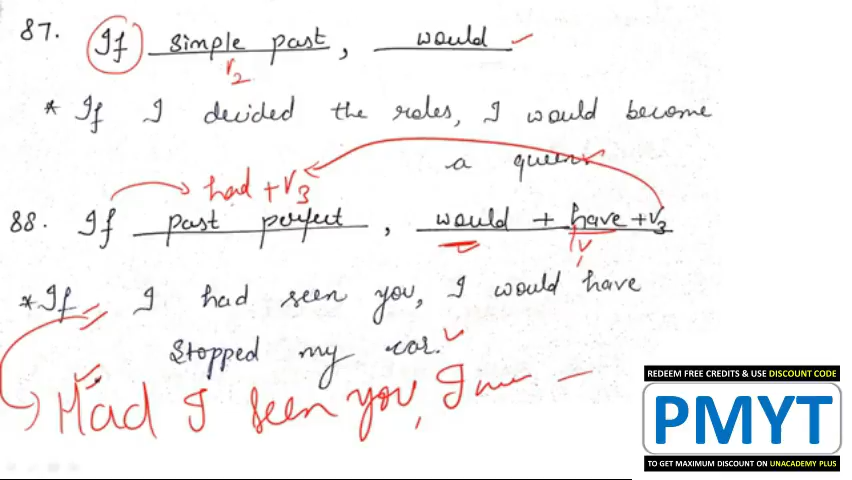 87. If simple past, would
V2
* If I decided the roles, I would become
a queen
had + V3
88. If past perfect, would + have + V3
V1
* If I had seen you, I would have
stopped my car.
Had I seen you, I
REDEEM FREE CREDITS & USE DISCOUNT CODE
PMYT
TO GET MAXIMUM DISCOUNT ON UNACADEMY PLUS